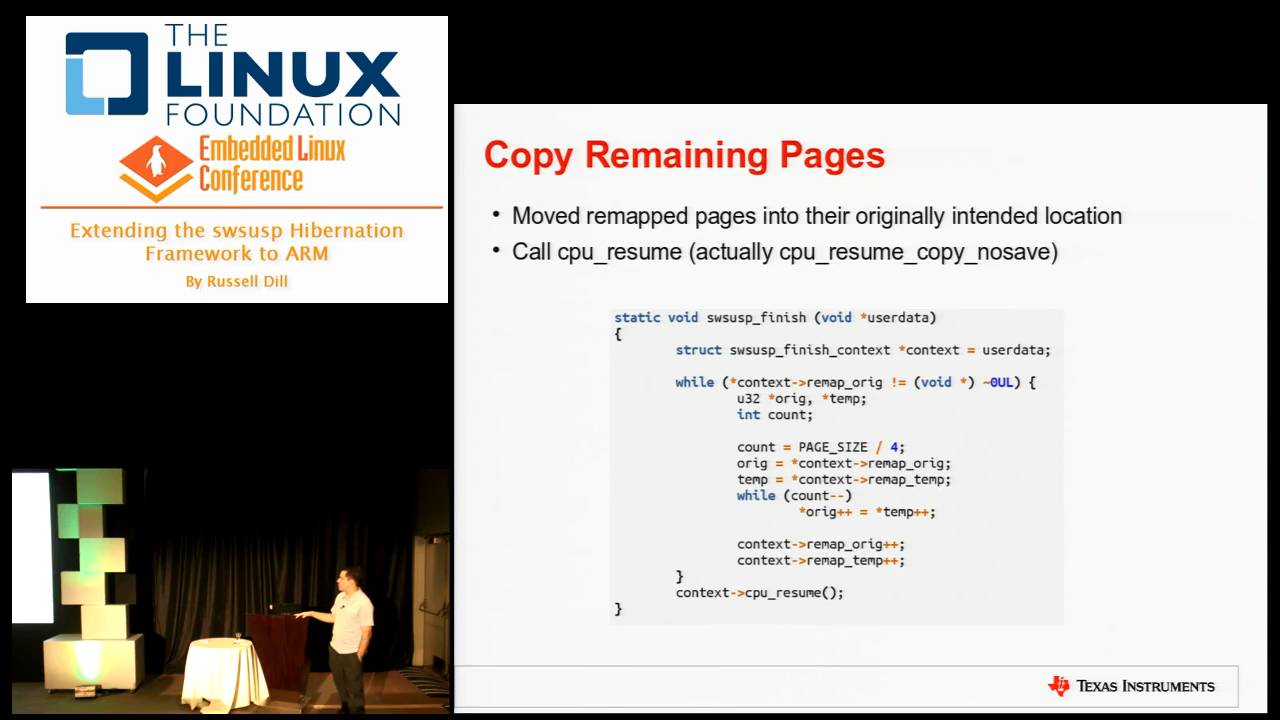 THE
LINUX
FOUNDATION
Embedded Linux
Conference
Extending the swsusp Hibernation
Framework to ARM
By Russell Dill
Copy Remaining Pages
• Moved remapped pages into their originally intended location
• Call cpu_resume (actually cpu_resume_copy_nosave)
static void swsusp_finish (void *userdata)
{
struct swsusp_finish_context *context = userdata;
while (*context->remap_orig != (void *) ~0UL) {
u32 *orig, *temp;
int count;
count = PAGE_SIZE / 4;
orig = *context->remap_orig;
temp = *context->remap_temp;
while (count--)
*orig++ = *temp++;
context->remap_orig++;
context->remap_temp++;
}
context->cpu_resume();
}
TEXAS INSTRUMENTS